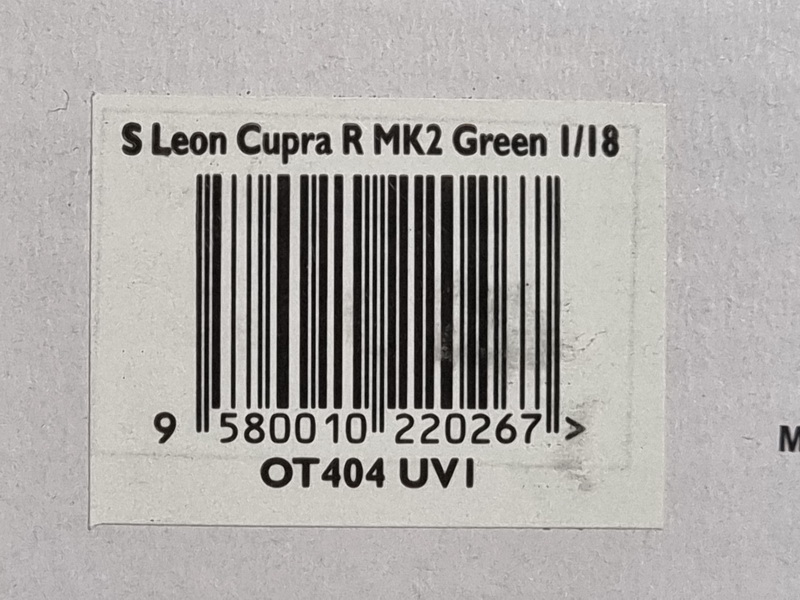 S Leon Cupra R MK2 Green 1/18
9 580010 220267 >
OT404 UV1
M